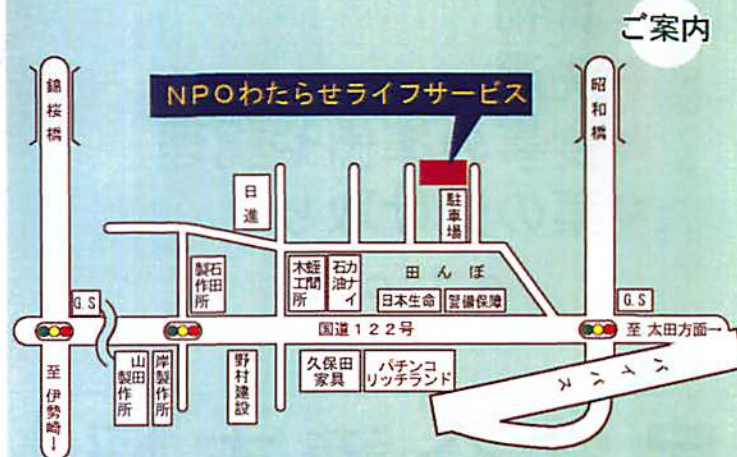 ご案内
NPOわたらせライフサービス
錦桜橋
昭和橋
日進
駐車場
石田
製作所
蛭間
木工所
カナイ
石油
田んぼ
日本生命
警備保障
G.S
G.S
国道122号
至 太田方面→
山田
製作所
岸製作所
野村建設
久保田
家具
パチンコ
リッチランド
バイパス
至 伊勢崎→